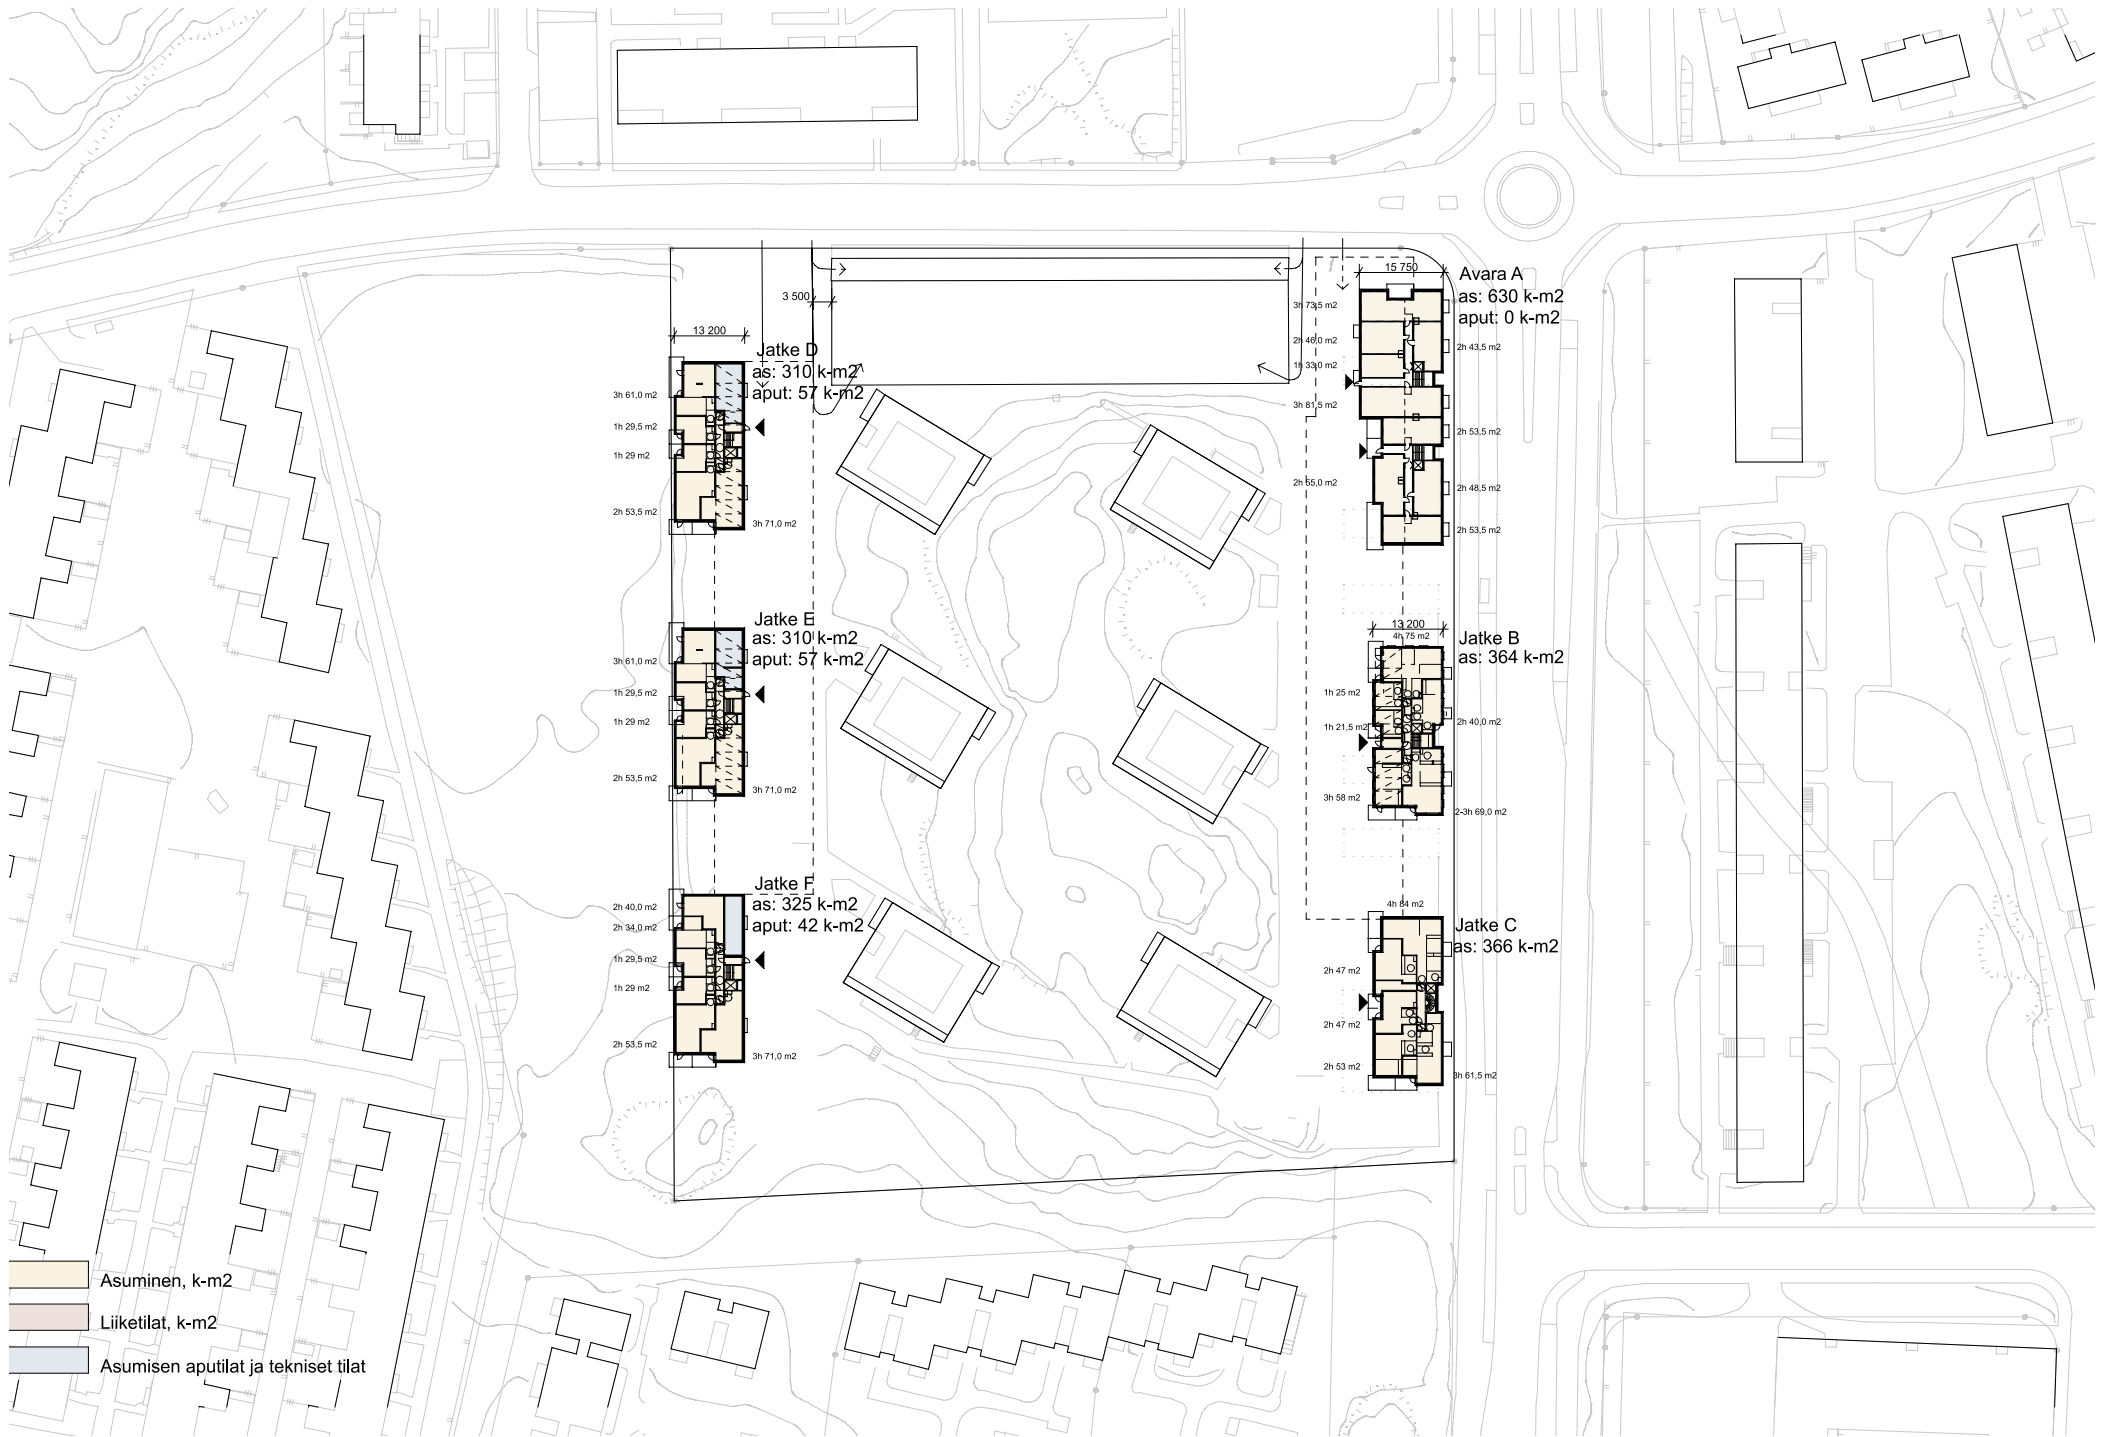 15 750
Avara A
as: 630 k-m2
aput: 0 k-m2
3h 73,5 m2
2h 46,0 m2
2h 43,5 m2
1h 33,0 m2
3h 81,5 m2
2h 53,5 m2
2h 55,0 m2
2h 48,5 m2
2h 53,5 m2
3 500
13 200
Jatke D
as: 310 k-m2
aput: 57 k-m2
3h 61,0 m2
1h 29,5 m2
1h 29 m2
2h 53,5 m2
3h 71,0 m2
Jatke E
as: 310 k-m2
aput: 57 k-m2
3h 61,0 m2
1h 29,5 m2
1h 29 m2
2h 53,5 m2
3h 71,0 m2
13 200
4h 75 m2
Jatke B
as: 364 k-m2
1h 25 m2
1h 21,5 m2
2h 40,0 m2
3h 58 m2
2-3h 69,0 m2
Jatke F
as: 325 k-m2
aput: 42 k-m2
2h 40,0 m2
2h 34,0 m2
1h 29,5 m2
1h 29 m2
2h 53,5 m2
3h 71,0 m2
4h 84 m2
Jatke C
as: 366 k-m2
2h 47 m2
2h 47 m2
2h 53 m2
3h 61,5 m2
Asuminen, k-m2
Liiketilat, k-m2
Asumisen aputilat ja tekniset tilat